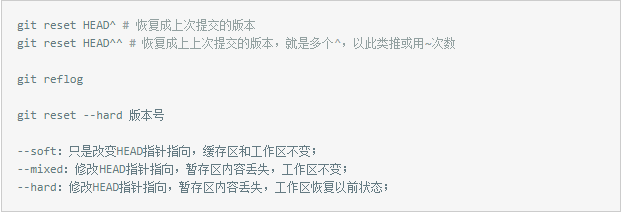 git reset HEAD^ # 恢复成上次提交的版本
git reset HEAD^^ # 恢复成上上次提交的版本，就是多个^，以此类推或用~次数
git reflog
git reset --hard 版本号
--soft：只是改变HEAD指针指向，缓存区和工作区不变；
--mixed：修改HEAD指针指向，暂存区内容丢失，工作区不变；
--hard：修改HEAD指针指向，暂存区内容丢失，工作区恢复以前状态；